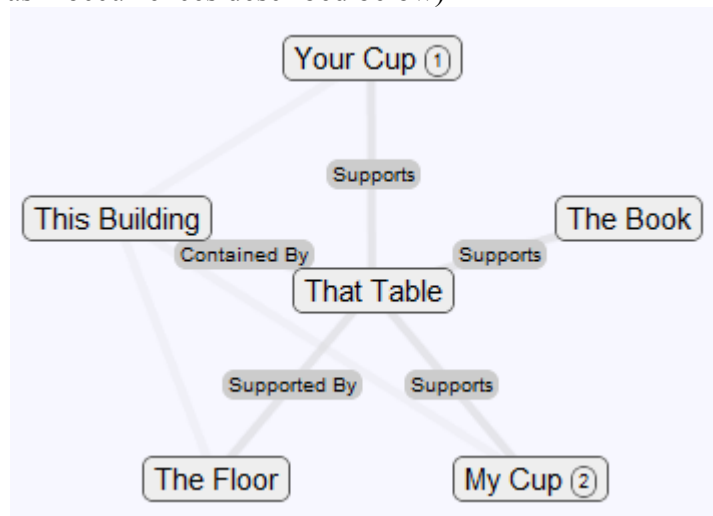 Your Cup 1
Supports
This Building
The Book
Contained By
Supports
That Table
Supported By
Supports
The Floor
My Cup 2